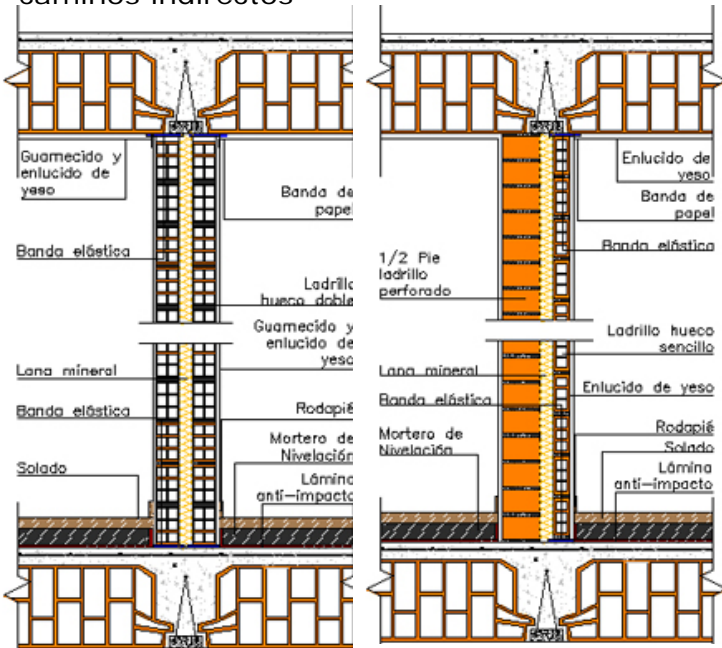 caminos indirectos
Guarnecido y
enlucido de
yeso
Banda de
papel
Banda elástica
Ladrillo
hueco doble
Guarnecido y
enlucido de
yeso
Lana mineral
Banda elástica
Rodapié
Mortero de
Nivelación
Solado
Lámina
anti-impacto
Enlucido de
yeso
Banda de
papel
Banda elástica
1/2 Pie
ladrillo
perforado
Ladrillo hueco
sencillo
Lana mineral
Enlucido de yeso
Banda elástica
Rodapié
Mortero de
Nivelación
Solado
Lámina
anti-impacto